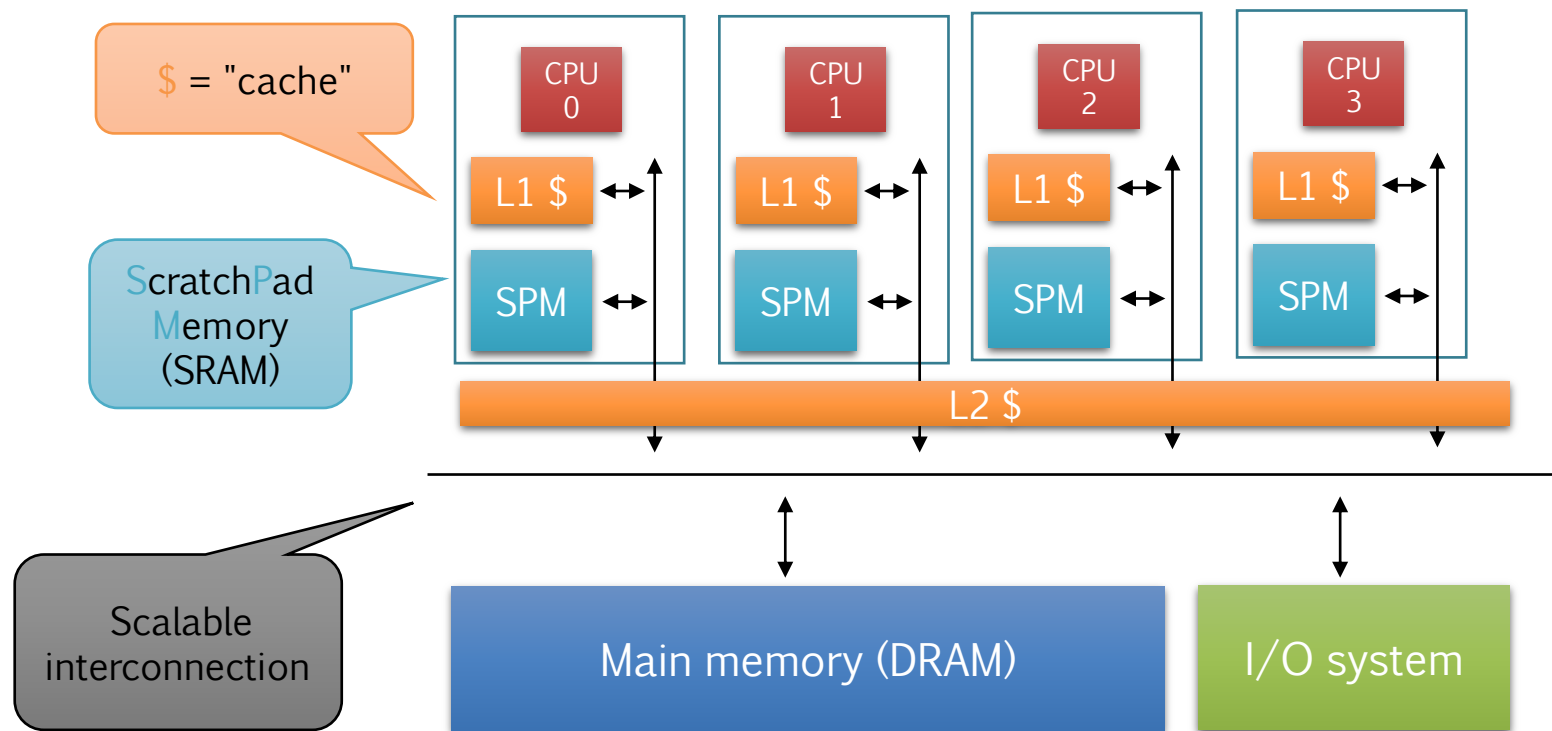 $ = "cache"
CPU
0
CPU
1
CPU
2
CPU
3
L1 $
L1 $
L1 $
L1 $
ScratchPad
Memory
(SRAM)
SPM
SPM
SPM
SPM
L2 $
Scalable
interconnection
Main memory (DRAM)
I/O system